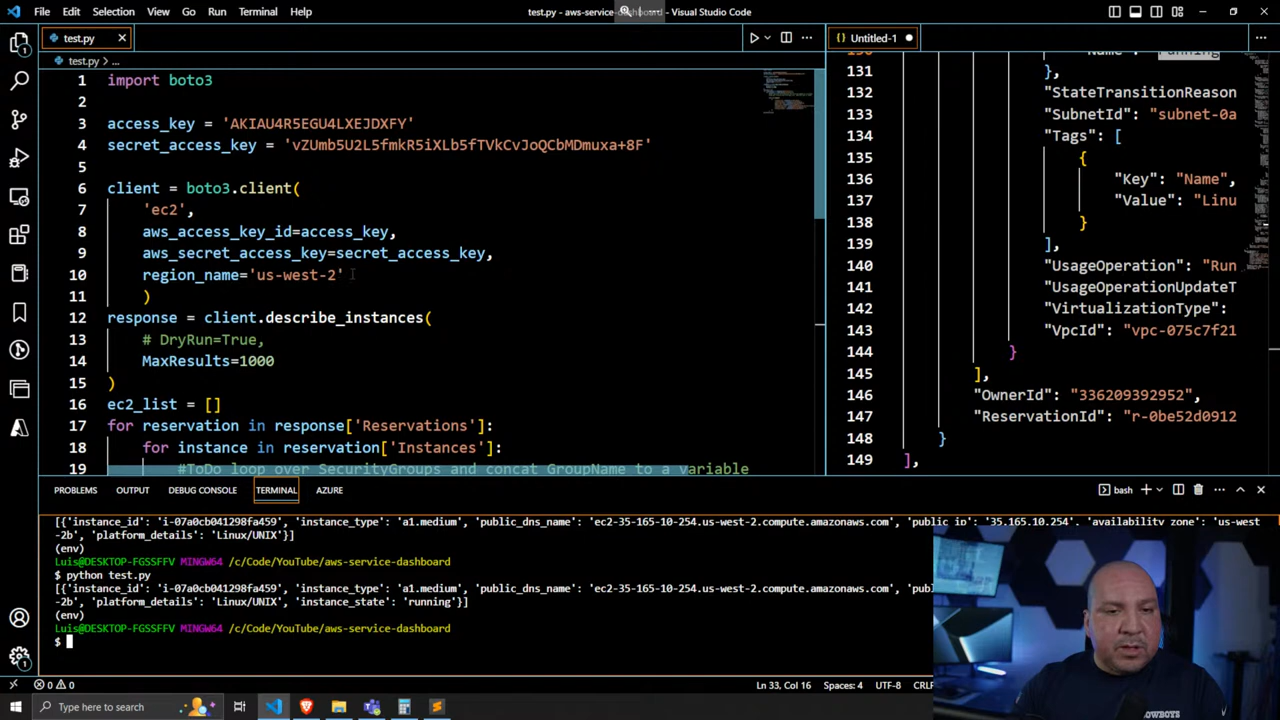 File Edit Selection View Go Run Terminal Help
test.py - aws-service-dashboard - Visual Studio Code
test.py
test.py > ...
1 import boto3
2
3 access_key = '[redacted]'
4 secret_access_key = '[redacted]'
5
6 client = boto3.client(
7 'ec2',
8 aws_access_key_id=access_key,
9 aws_secret_access_key=secret_access_key,
10 region_name='us-west-2'
11 )
12 response = client.describe_instances(
13 # DryRun=True,
14 MaxResults=1000
15 )
16 ec2_list = []
17 for reservation in response['Reservations']:
18 for instance in reservation['Instances']:
19 #ToDo loop over SecurityGroups and concat GroupName to a variable
Untitled-1
131 },
132 "StateTransitionReason
133 "SubnetId": "subnet-0a
134 "Tags": [
135 {
136 "Key": "Name",
137 "Value": "Linu
138 }
139 ],
140 "UsageOperation": "Run
141 "UsageOperationUpdateT
142 "VirtualizationType":
143 "VpcId": "vpc-075c7f21
144 }
145 ],
146 "OwnerId": "336209392952",
147 "ReservationId": "r-0be52d0912
148 }
149 ],
PROBLEMS OUTPUT DEBUG CONSOLE TERMINAL AZURE
bash
[{'instance_id': 'i-07a0cb041298fa459', 'instance_type': 'a1.medium', 'public_dns_name': 'ec2-35-165-10-254.us-west-2.compute.amazonaws.com', 'public_ip': '35.165.10.254', 'availability_zone': 'us-west
-2b', 'platform_details': 'Linux/UNIX'}]
(env)
Luis@DESKTOP-FGSSFFV MINGW64 /c/Code/YouTube/aws-service-dashboard
$ python test.py
[{'instance_id': 'i-07a0cb041298fa459', 'instance_type': 'a1.medium', 'public_dns_name': 'ec2-35-165-10-254.us-west-2.compute.amazonaws.com', 'publ
-2b', 'platform_details': 'Linux/UNIX', 'instance_state': 'running'}]
(env)
Luis@DESKTOP-FGSSFFV MINGW64 /c/Code/YouTube/aws-service-dashboard
$
0 0
Ln 33, Col 16 Spaces: 4 UTF-8 CRLF
Type here to search
COWBOYS